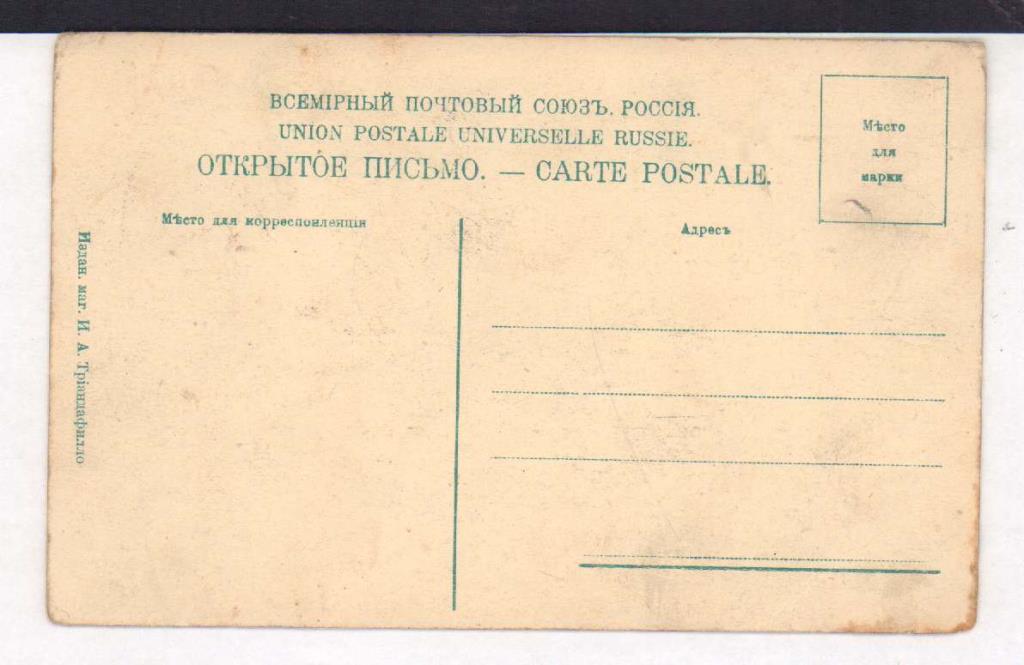 ВСЕМІРНЫЙ ПОЧТОВЫЙ СОЮЗЪ. РОССІЯ.
UNION POSTALE UNIVERSELLE RUSSIE.
ОТКРЫТОЕ ПИСЬМО. — CARTE POSTALE.
Мѣсто
для
марки
Мѣсто для корреспонденціи
Адресъ
Издан. маг. И. А. Тріандафилло